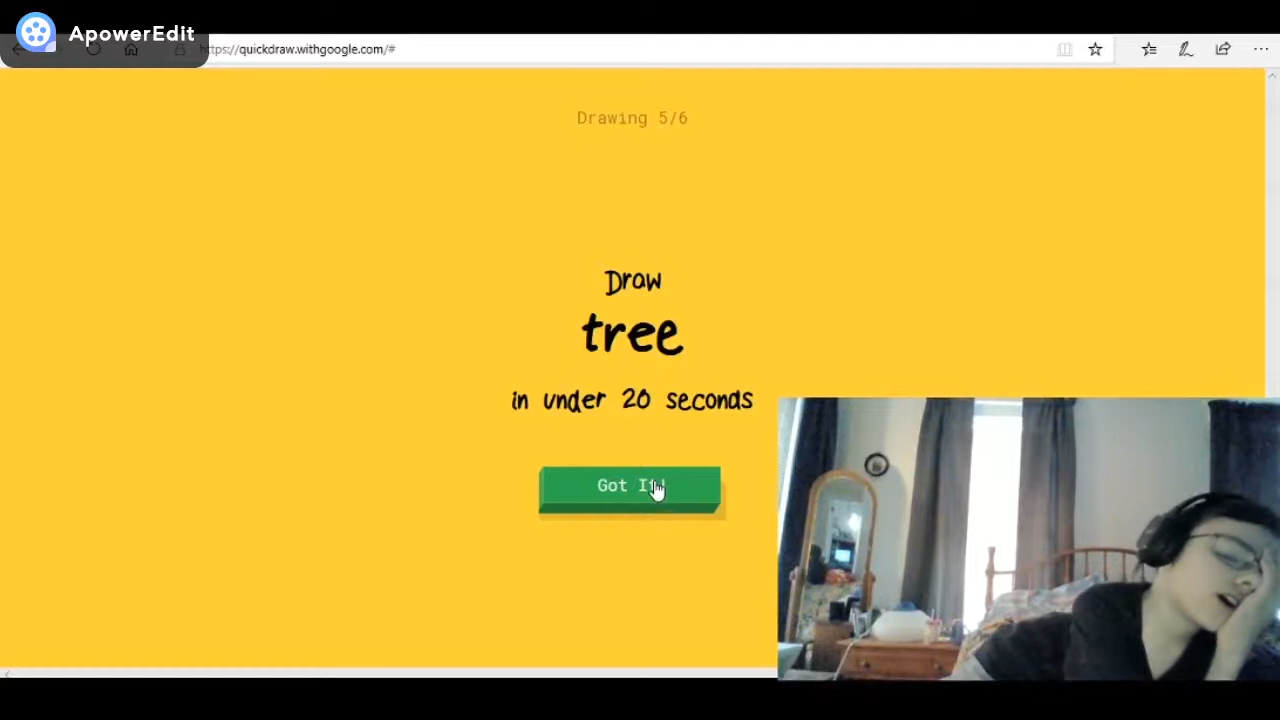 ApowerEdit
https://quickdraw.withgoogle.com/#
Drawing 5/6
Draw
tree
in under 20 seconds
Got It!